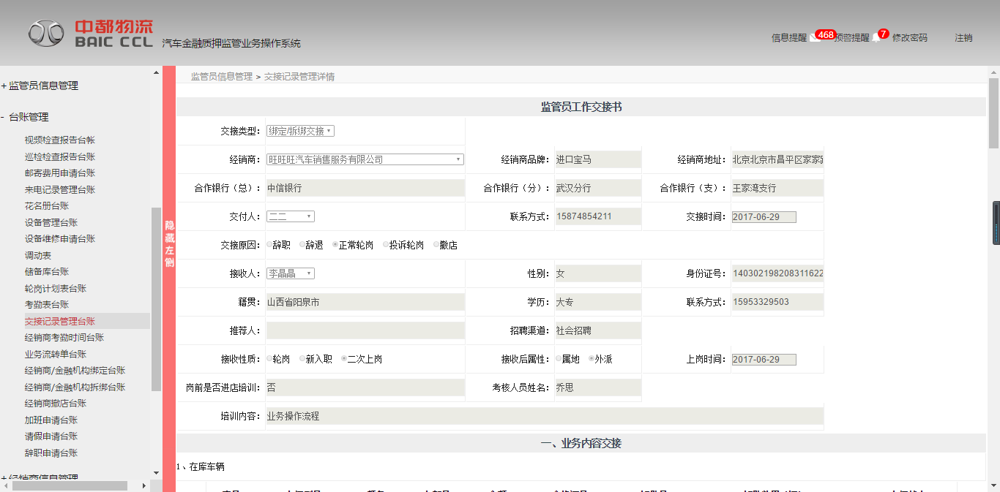 中都物流
BAIC CCL 汽车金融质押监管业务操作系统
信息提醒 468 预警提醒 7 修改密码 注销
+ 监管员信息管理
- 台账管理
视频检查报告台帐
巡检检查报告台账
邮寄费用申请台账
来电记录管理台账
花名册台账
设备管理台账
设备维修申请台账
调动表
储备库台账
轮岗计划表台账
考勤表台账
交接记录管理台账
经销商考勤时间台账
业务流转单台账
经销商/金融机构绑定台账
经销商/金融机构拆绑台账
经销商撤店台账
加班申请台账
请假申请台账
辞职申请台账
+ 经销商信息管理
隐藏左侧
监管员信息管理 > 交接记录管理详情
监管员工作交接书
交接类型: 绑定/拆绑交接
经销商: 旺旺旺汽车销售服务有限公司 经销商品牌: 进口宝马 经销商地址: 北京北京市昌平区家家
合作银行（总）: 中信银行 合作银行（分）: 武汉分行 合作银行（支）: 王家湾支行
交付人: 二二 联系方式: 15874854211 交接时间: 2017-06-29
交接原因: 辞职 辞退 正常轮岗 投诉轮岗 撤店
接收人: 李晶晶 性别: 女 身份证号: 140302198208311622
籍贯: 山西省阳泉市 学历: 大专 联系方式: 15953329503
推荐人: 招聘渠道: 社会招聘
接收性质: 轮岗 新入职 二次上岗 接收后属性: 属地 外派 上岗时间: 2017-06-29
岗前是否进店培训: 否 考核人员姓名: 乔思
培训内容: 业务操作流程
一、业务内容交接
1、在库车辆